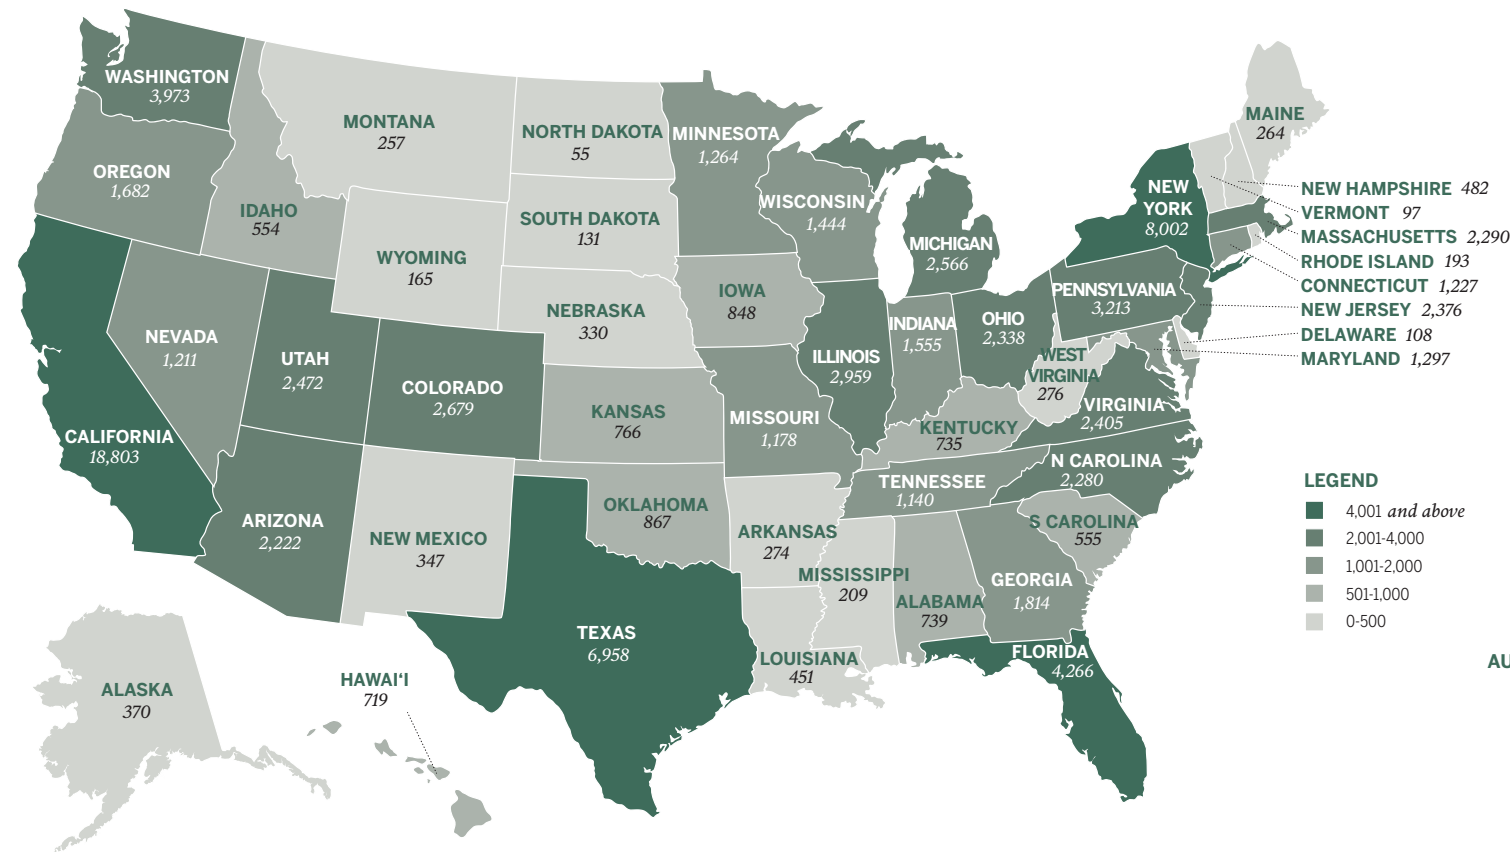 WASHINGTON
3,973
MONTANA
257
NORTH DAKOTA
55
MINNESOTA
1,264
MAINE
264
OREGON
1,682
IDAHO
554
WYOMING
165
SOUTH DAKOTA
131
WISCONSIN
1,444
MICHIGAN
2,566
NEW
YORK
8,002
NEW HAMPSHIRE 482
VERMONT 97
MASSACHUSETTS 2,290
RHODE ISLAND 193
CONNECTICUT 1,227
NEW JERSEY 2,376
DELAWARE 108
MARYLAND 1,297
NEVADA
1,211
UTAH
2,472
COLORADO
2,679
NEBRASKA
330
IOWA
848
ILLINOIS
2,959
INDIANA
1,555
OHIO
2,338
PENNSYLVANIA
3,213
WEST
VIRGINIA
276
VIRGINIA
2,405
CALIFORNIA
18,803
KANSAS
766
MISSOURI
1,178
KENTUCKY
735
N CAROLINA
2,280
TENNESSEE
1,140
ARIZONA
2,222
NEW MEXICO
347
OKLAHOMA
867
ARKANSAS
274
MISSISSIPPI
209
ALABAMA
739
GEORGIA
1,814
S CAROLINA
555
TEXAS
6,958
LOUISIANA
451
FLORIDA
4,266
ALASKA
370
HAWAI‘I
719
LEGEND
4,001 and above
2,001-4,000
1,001-2,000
501-1,000
0-500
AU